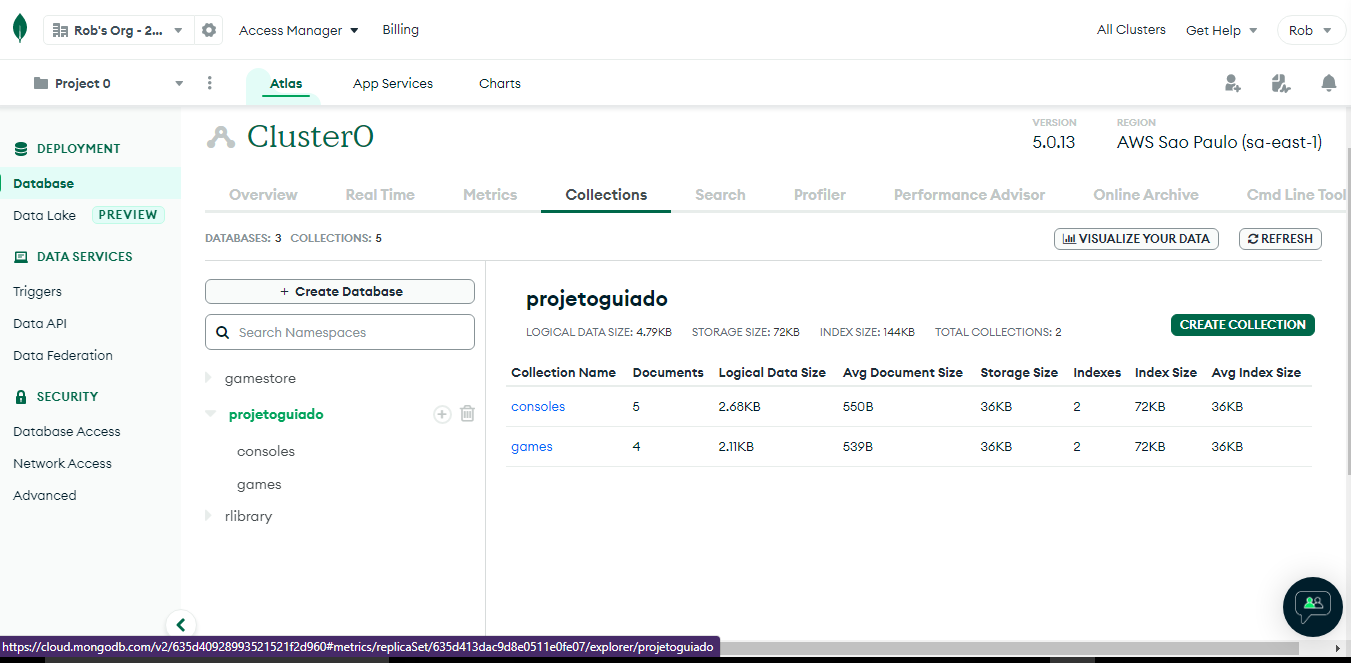 Rob's Org - 2... Access Manager Billing All Clusters Get Help Rob
Project 0 Atlas App Services Charts
DEPLOYMENT
Database
Data Lake PREVIEW
DATA SERVICES
Triggers
Data API
Data Federation
SECURITY
Database Access
Network Access
Advanced
Cluster0
VERSION
5.0.13
REGION
AWS Sao Paulo (sa-east-1)
Overview Real Time Metrics Collections Search Profiler Performance Advisor Online Archive Cmd Line Tool
DATABASES: 3 COLLECTIONS: 5 VISUALIZE YOUR DATA REFRESH
+ Create Database
Search Namespaces
gamestore
projetoguiado
consoles
games
rlibrary
projetoguiado
LOGICAL DATA SIZE: 4.79KB STORAGE SIZE: 72KB INDEX SIZE: 144KB TOTAL COLLECTIONS: 2 CREATE COLLECTION
Collection Name Documents Logical Data Size Avg Document Size Storage Size Indexes Index Size Avg Index Size
consoles 5 2.68KB 550B 36KB 2 72KB 36KB
games 4 2.11KB 539B 36KB 2 72KB 36KB
https://cloud.mongodb.com/v2/635d40928993521521f2d960#metrics/replicaSet/635d413dac9d8e0511e0fe07/explorer/projetoguiado